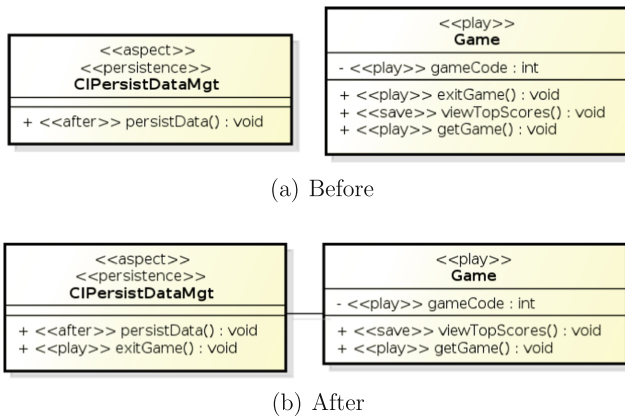 <<aspect>>
<<persistence>>
CIPersistDataMgt
+ <<after>> persistData() : void
<<play>>
Game
- <<play>> gameCode : int
+ <<play>> exitGame() : void
+ <<save>> viewTopScores() : void
+ <<play>> getGame() : void
(a) Before
<<aspect>>
<<persistence>>
CIPersistDataMgt
+ <<after>> persistData() : void
+ <<play>> exitGame() : void
<<play>>
Game
- <<play>> gameCode : int
+ <<save>> viewTopScores() : void
+ <<play>> getGame() : void
(b) After